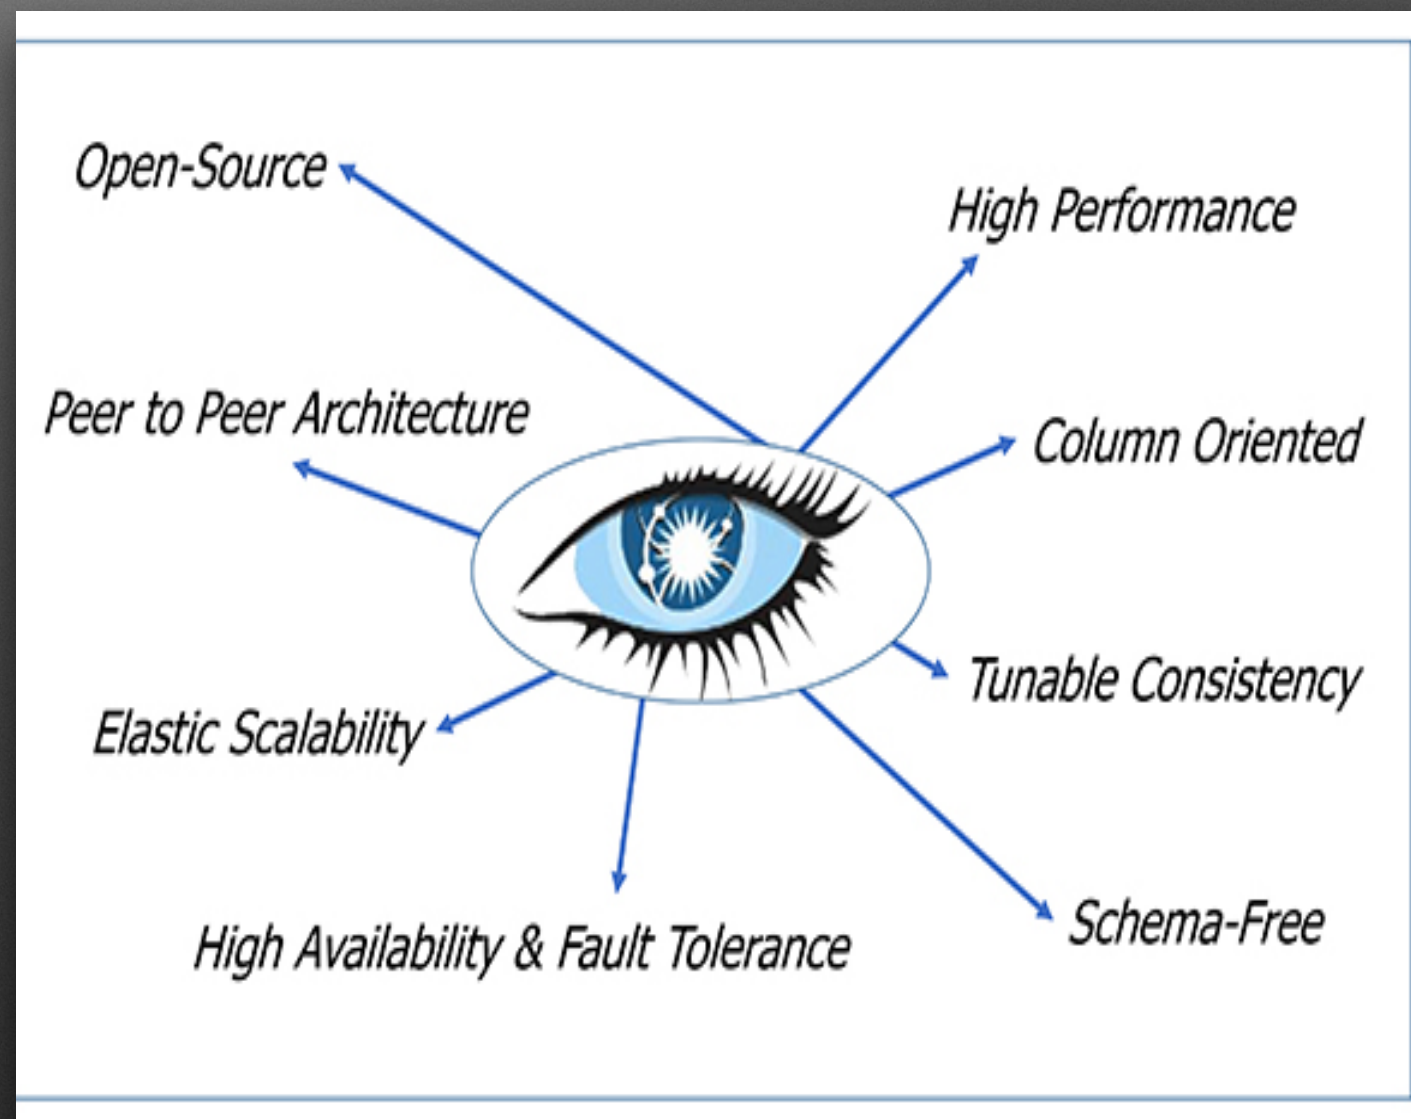 Open-Source
High Performance
Peer to Peer Architecture
Column Oriented
Tunable Consistency
Elastic Scalability
High Availability & Fault Tolerance
Schema-Free